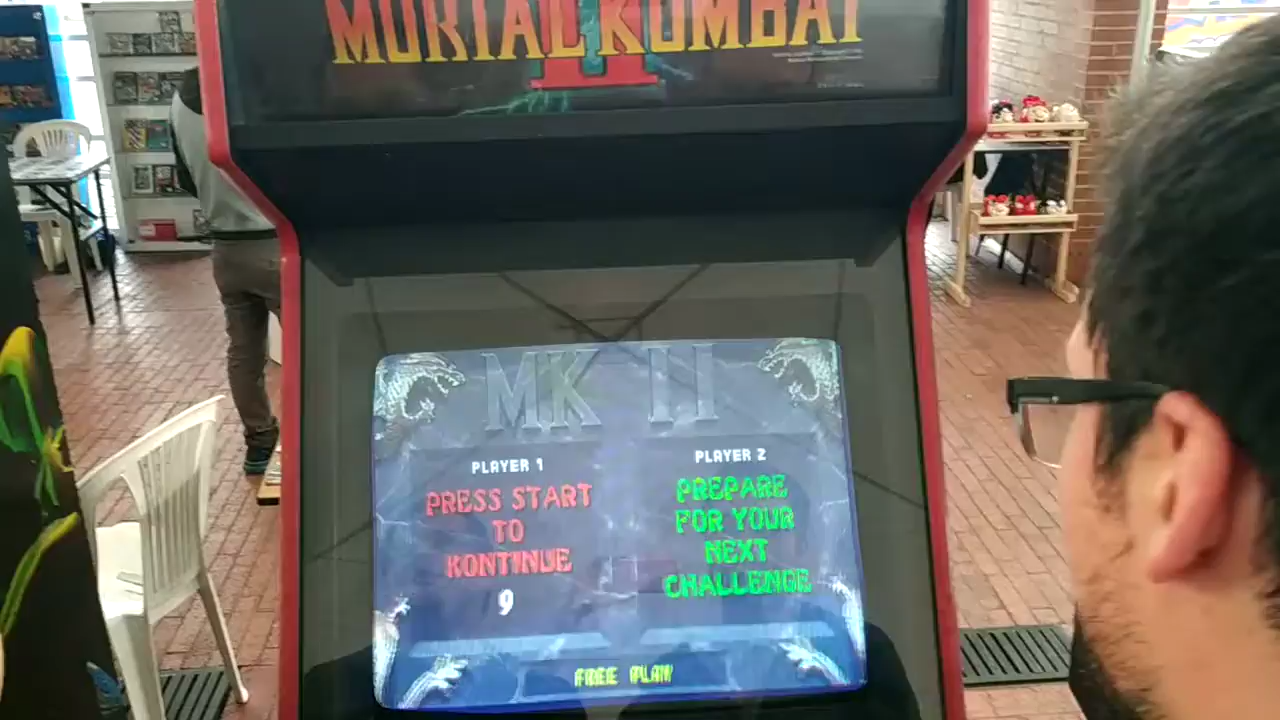 MORTAL KOMBAT
II
MK II
PLAYER 1
PRESS START
TO
KONTINUE
9
PLAYER 2
PREPARE
FOR YOUR
NEXT
CHALLENGE
FREE PLAY